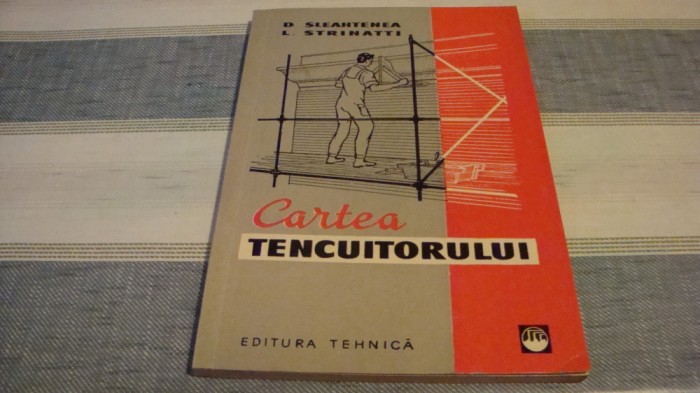 D. SLEAHTENEA
L. STRINATTI
Cartea
TENCUITORULUI
EDITURA TEHNICĂ